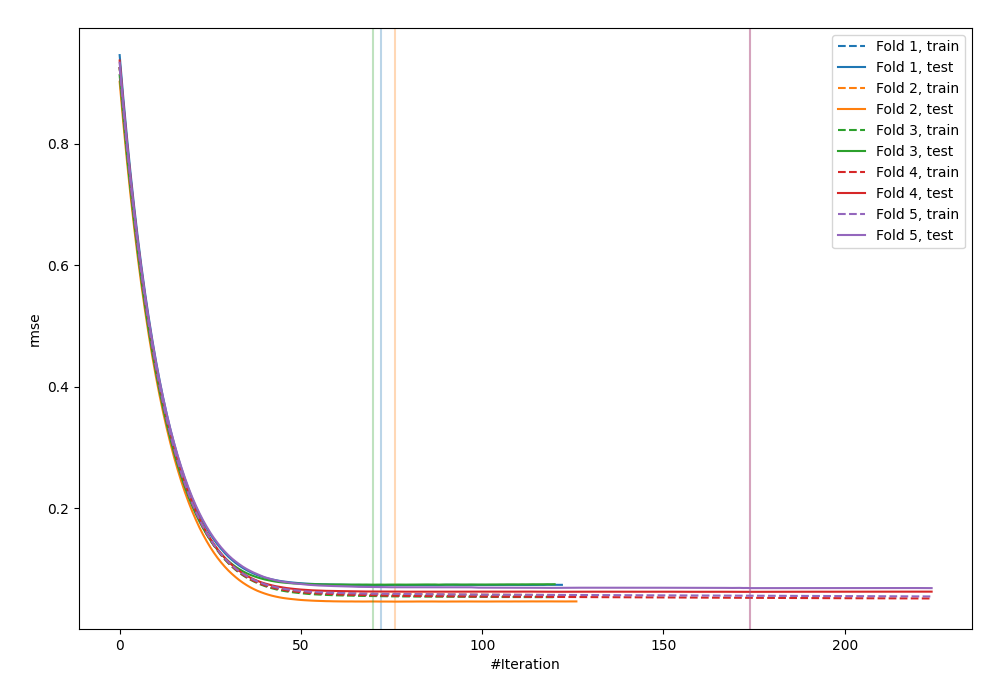 Fold 1, train
Fold 1, test
Fold 2, train
Fold 2, test
Fold 3, train
Fold 3, test
Fold 4, train
Fold 4, test
Fold 5, train
Fold 5, test
0.8
0.6
0.4
0.2
rmse
0
50
100
150
200
#Iteration